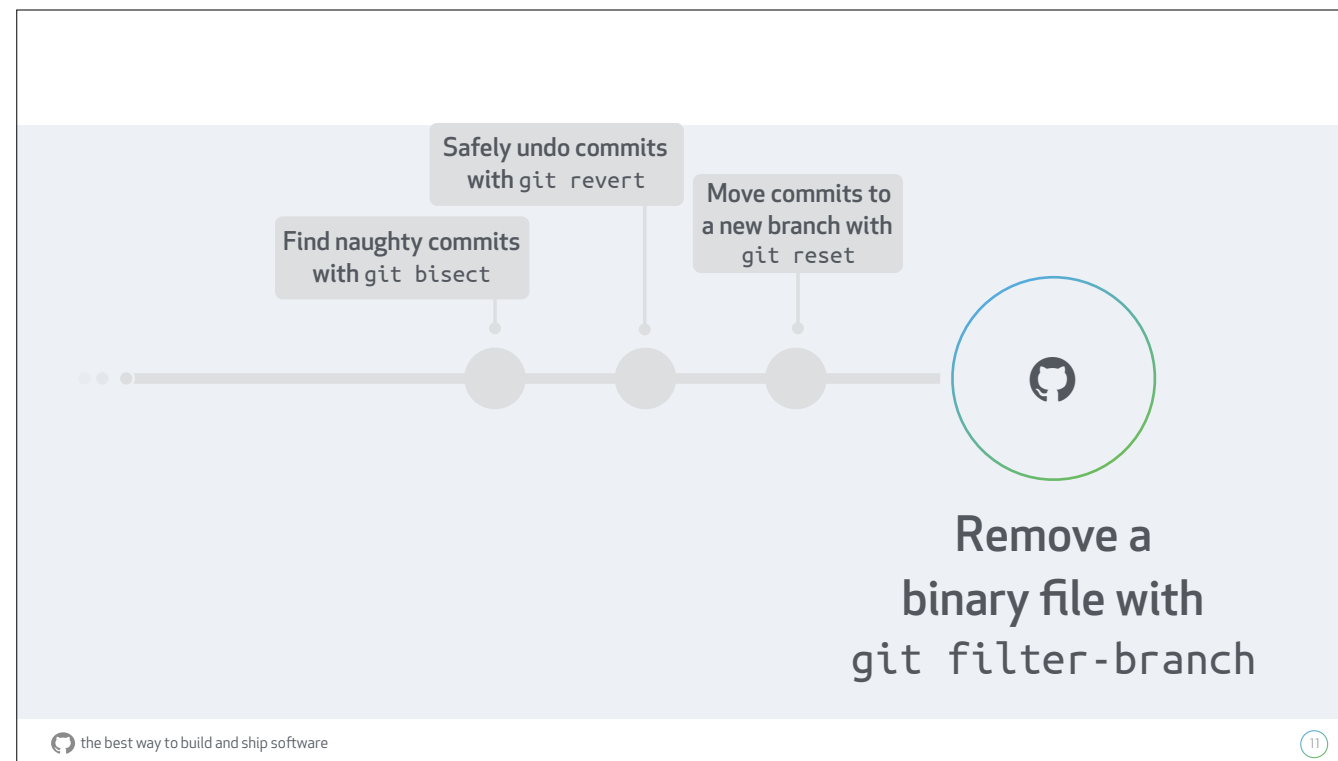 Safely undo commits
with git revert
Move commits to
a new branch with
git reset
Find naughty commits
with git bisect
Remove a
binary file with
git filter-branch
the best way to build and ship software
11